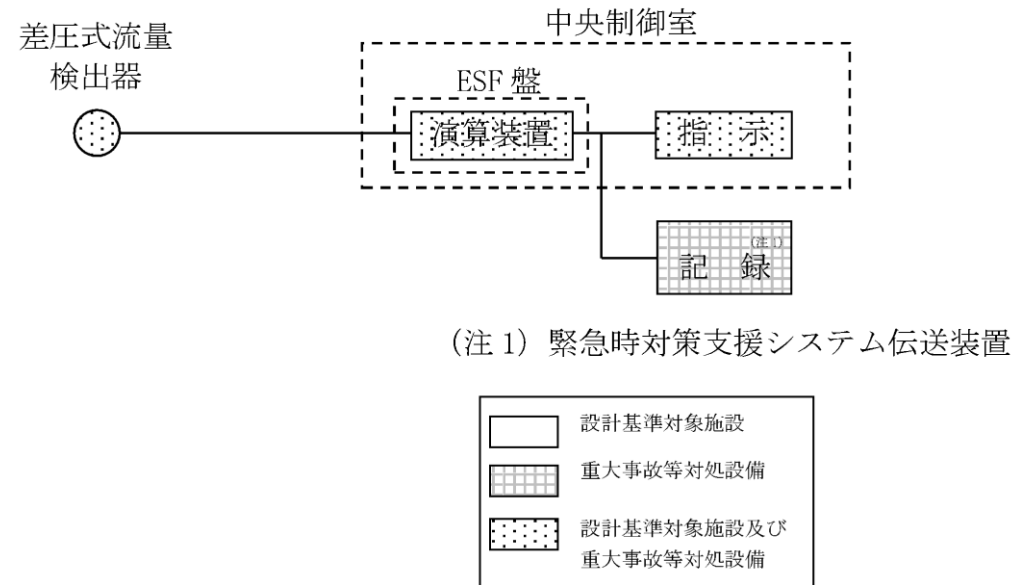 中央制御室
差圧式流量
検出器
ESF 盤
演算装置
指 示
(注 1)
記 録
(注 1) 緊急時対策支援システム伝送装置
設計基準対象施設
重大事故等対処設備
設計基準対象施設及び
重大事故等対処設備